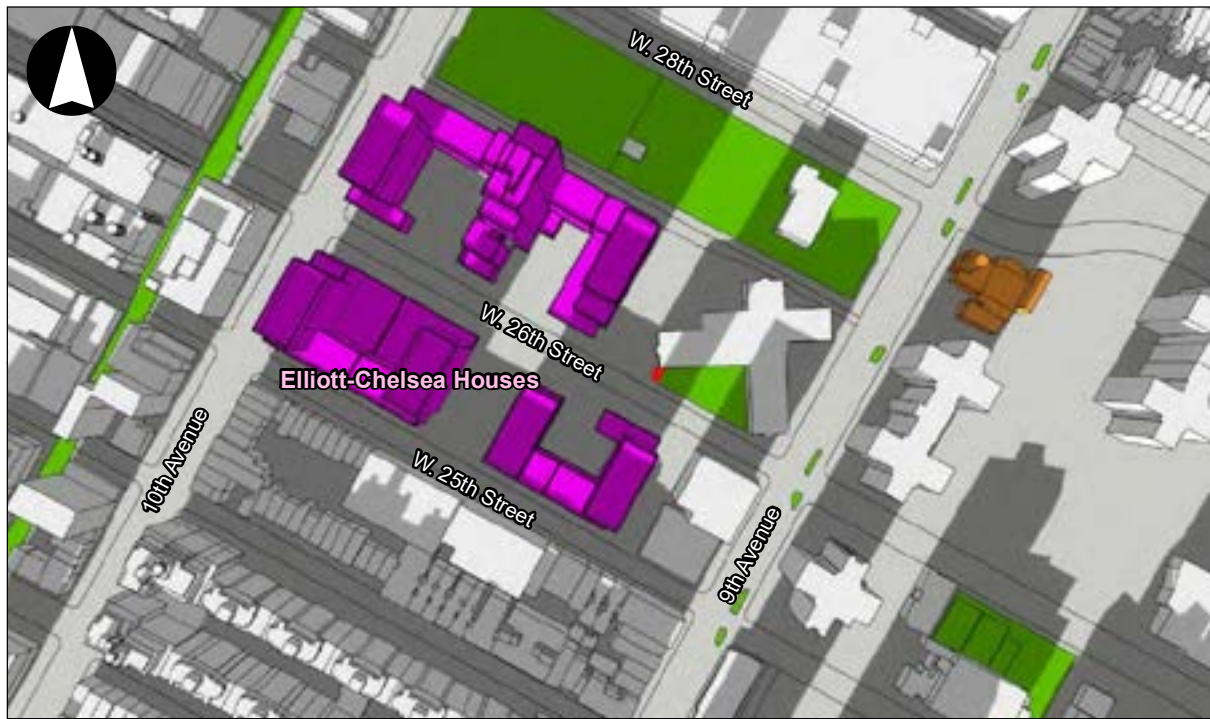 W. 28th Street
W. 26th Street
Elliott-Chelsea Houses
10th Avenue
W. 25th Street
9th Avenue